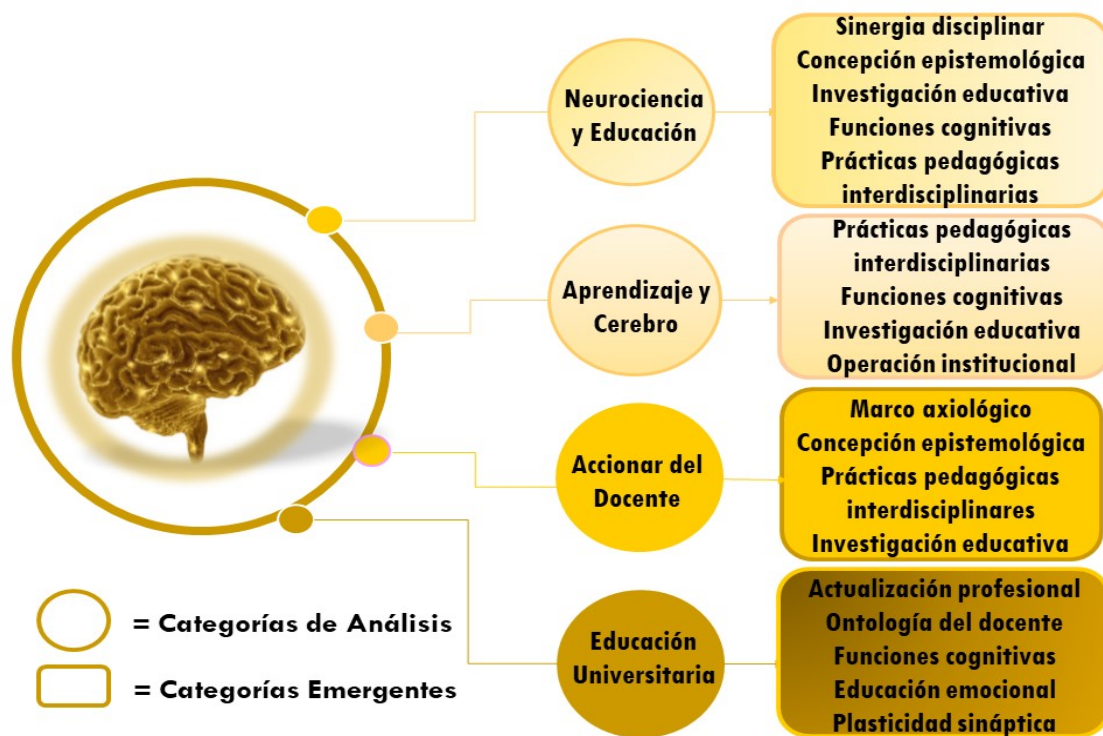 Neurociencia
y Educación
Sinergia disciplinar
Concepción epistemológica
Investigación educativa
Funciones cognitivas
Prácticas pedagógicas
interdisciplinarias
Aprendizaje y
Cerebro
Prácticas pedagógicas
interdisciplinarias
Funciones cognitivas
Investigación educativa
Operación institucional
Accionar del
Docente
Marco axiológico
Concepción epistemológica
Prácticas pedagógicas
interdisciplinares
Investigación educativa
Educación
Universitaria
Actualización profesional
Ontología del docente
Funciones cognitivas
Educación emocional
Plasticidad sináptica
= Categorías de Análisis
= Categorías Emergentes